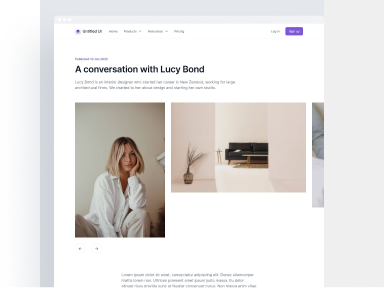 Untitled UI
Home
Products
Resources
Pricing
Log in
Sign up
A conversation with Lucy Bond
Lucy Bond is an interior designer who started her career in New Zealand, working for large
architectural firms. We chatted to her about design and starting her own studio.
Lorem ipsum dolor sit amet, consectetur adipiscing elit. Donec ullamcorper
mattis lorem non. Ultrices praesent amet ipsum justo massa. Eu dolor